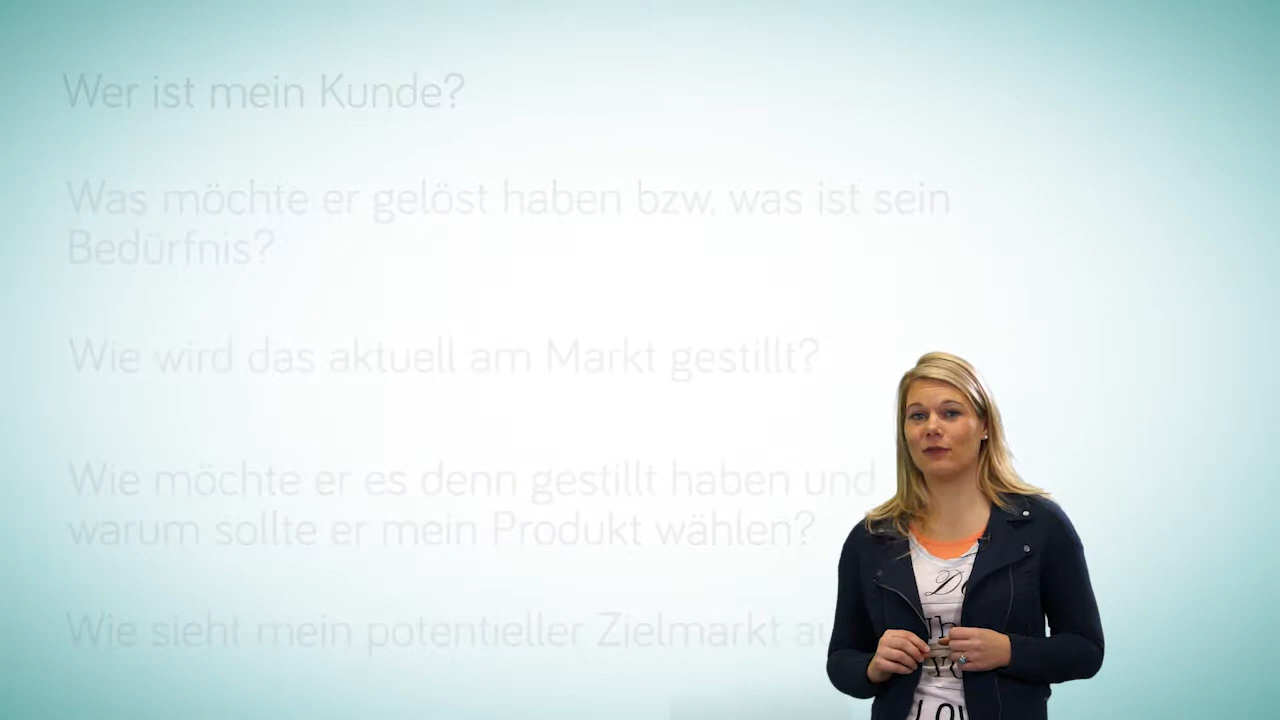 Wer ist mein Kunde?
Was möchte er gelöst haben bzw. was ist sein
Bedürfnis?
Wie wird das aktuell am Markt gestillt?
Wie möchte er es denn gestillt haben und
warum sollte er mein Produkt wählen?
Wie sieht mein potentieller Zielmarkt
LOV